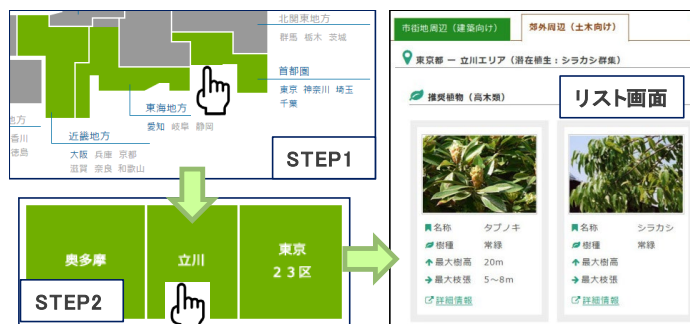 北関東地方
群馬 栃木 茨城
首都圏
東京 神奈川 埼玉
千葉
東海地方
愛知 岐阜 静岡
地方
香川
徳島
近畿地方
大阪 兵庫 京都
滋賀 奈良 和歌山
STEP1
奥多摩
立川
東京
23区
STEP2
市街地周辺（建築向け）
郊外周辺（土木向け）
東京都 ー 立川エリア（潜在植生：シラカシ群集）
推奨植物（高木類）
リスト画面
名称 タブノキ
樹種 常緑
最大樹高 20m
最大枝張 5～8m
詳細情報
名称 シラカシ
樹種 常緑
最大樹高
最大枝張
詳細情報